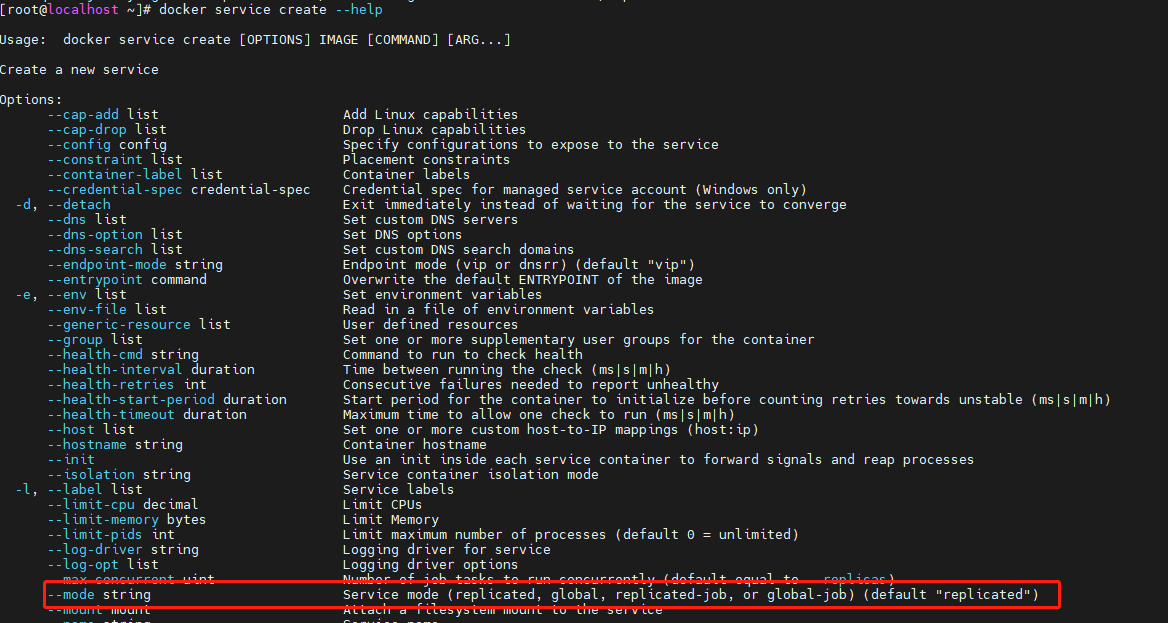 [root@localhost ~]# docker service create --help
Usage:  docker service create [OPTIONS] IMAGE [COMMAND] [ARG...]
Create a new service
Options:
      --cap-add list                      Add Linux capabilities
      --cap-drop list                     Drop Linux capabilities
      --config config                     Specify configurations to expose to the service
      --constraint list                   Placement constraints
      --container-label list              Container labels
      --credential-spec credential-spec   Credential spec for managed service account (Windows only)
  -d, --detach                            Exit immediately instead of waiting for the service to converge
      --dns list                          Set custom DNS servers
      --dns-option list                   Set DNS options
      --dns-search list                   Set custom DNS search domains
      --endpoint-mode string              Endpoint mode (vip or dnsrr) (default "vip")
      --entrypoint command                Overwrite the default ENTRYPOINT of the image
  -e, --env list                          Set environment variables
      --env-file list                     Read in a file of environment variables
      --generic-resource list             User defined resources
      --group list                        Set one or more supplementary user groups for the container
      --health-cmd string                 Command to run to check health
      --health-interval duration          Time between running the check (ms|s|m|h)
      --health-retries int                Consecutive failures needed to report unhealthy
      --health-start-period duration      Start period for the container to initialize before counting retries towards unstable (ms|s|m|h)
      --health-timeout duration           Maximum time to allow one check to run (ms|s|m|h)
      --host list                         Set one or more custom host-to-IP mappings (host:ip)
      --hostname string                   Container hostname
      --init                              Use an init inside each service container to forward signals and reap processes
      --isolation string                  Service container isolation mode
  -l, --label list                        Service labels
      --limit-cpu decimal                 Limit CPUs
      --limit-memory bytes                Limit Memory
      --limit-pids int                    Limit maximum number of processes (default 0 = unlimited)
      --log-driver string                 Logging driver for service
      --log-opt list                      Logging driver options
      --max-concurrent uint               Number of job tasks to run concurrently (default equal to --replicas)
      --mode string                       Service mode (replicated, global, replicated-job, or global-job) (default "replicated")
      --mount mount                       Attach a filesystem mount to the service
      --name string                       Service name